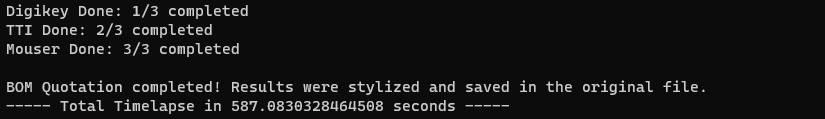 Digikey Done: 1/3 completed
TTI Done: 2/3 completed
Mouser Done: 3/3 completed
BOM Quotation completed! Results were stylized and saved in the original file.
----- Total Timelapse in 587.0830328464508 seconds -----